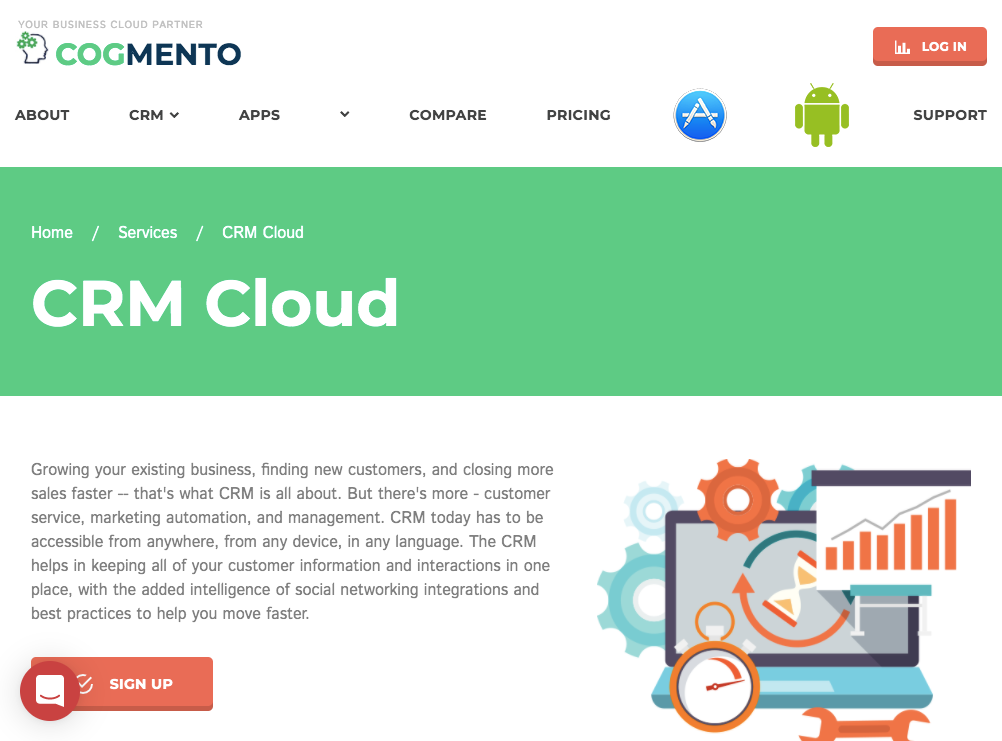 YOUR BUSINESS CLOUD PARTNER
COGMENTO
LOG IN
ABOUT CRM APPS COMPARE PRICING SUPPORT
Home / Services / CRM Cloud
CRM Cloud
Growing your existing business, finding new customers, and closing more
sales faster -- that's what CRM is all about. But there's more - customer
service, marketing automation, and management. CRM today has to be
accessible from anywhere, from any device, in any language. The CRM
helps in keeping all of your customer information and interactions in one
place, with the added intelligence of social networking integrations and
best practices to help you move faster.
SIGN UP